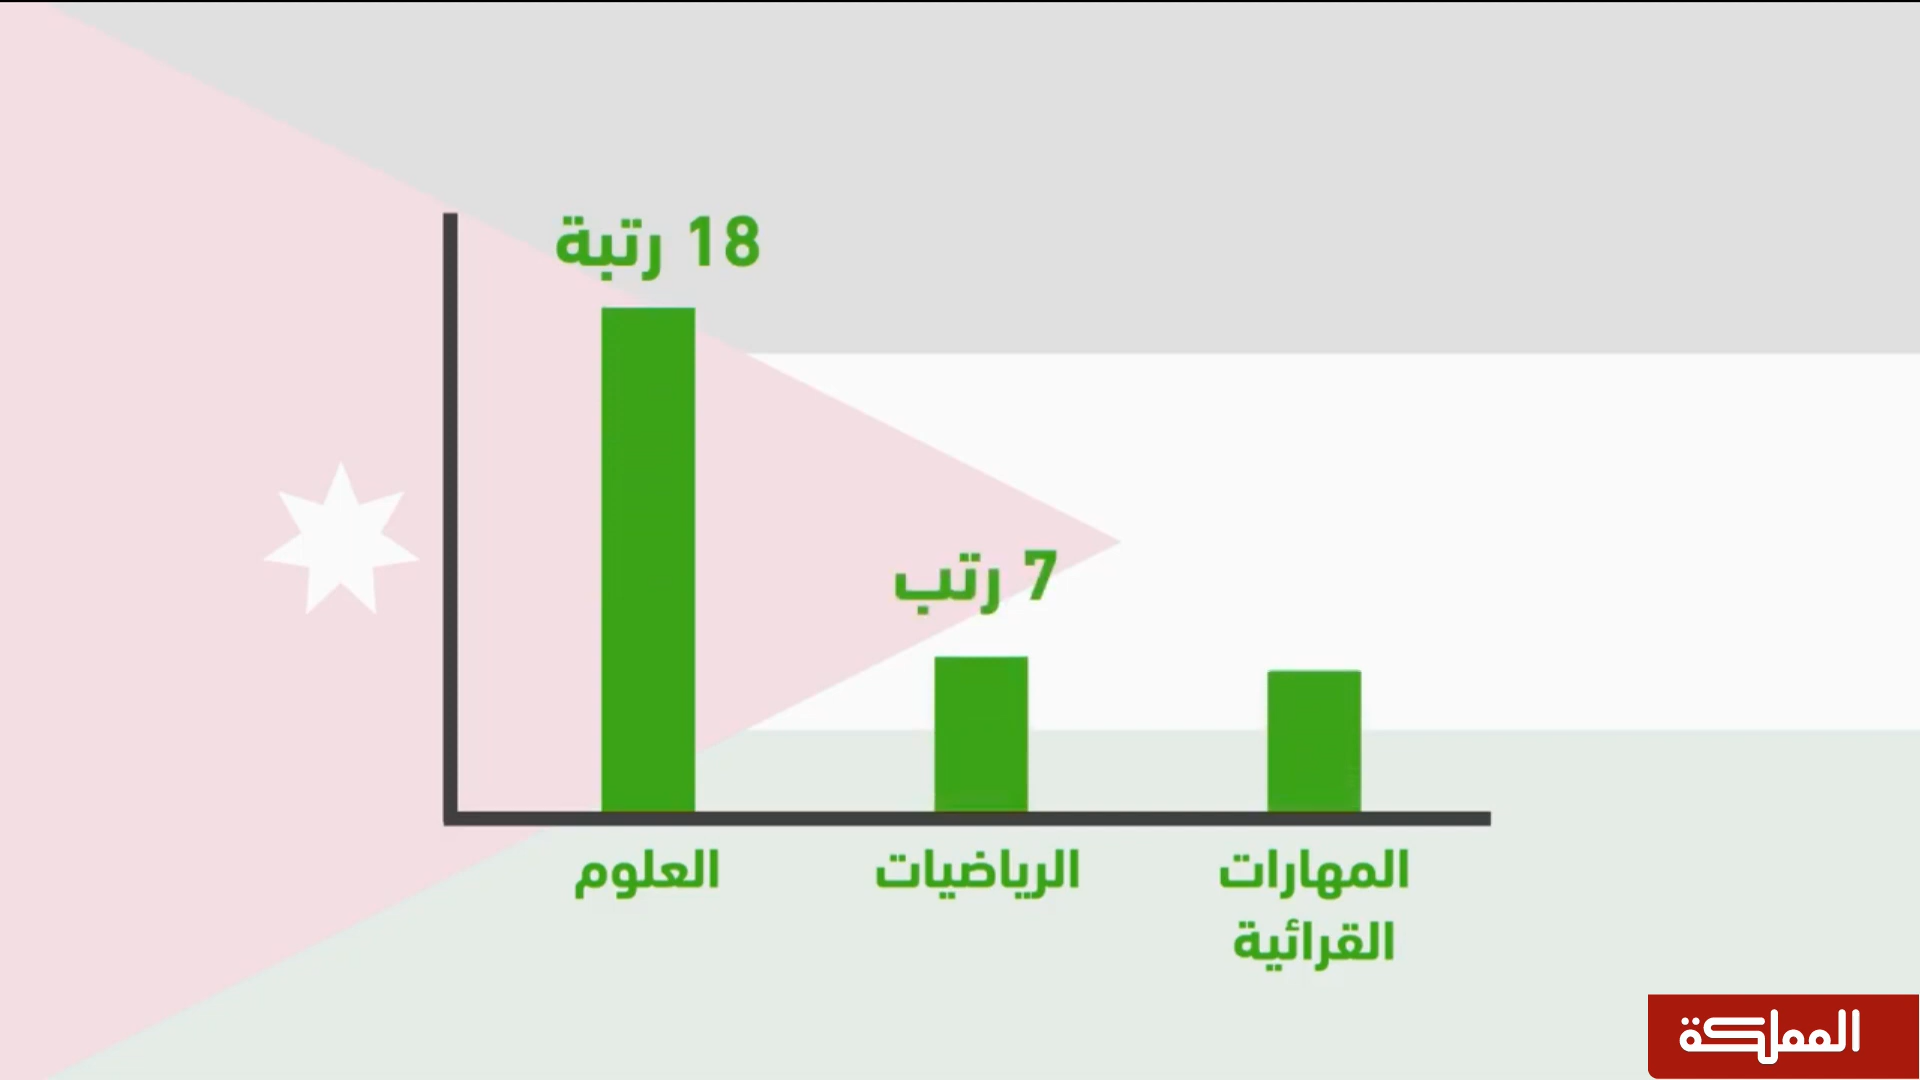 18 رتبة
7 رتب
العلوم
الرياضيات
المهارات
القرائية
المملكة